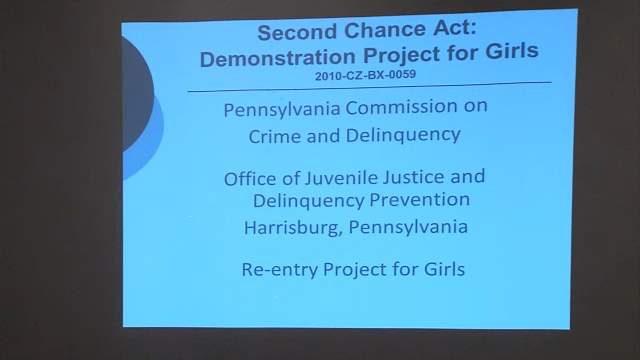 Second Chance Act:
Demonstration Project for Girls
2010-CZ-BX-0059
Pennsylvania Commission on
Crime and Delinquency
Office of Juvenile Justice and
Delinquency Prevention
Harrisburg, Pennsylvania
Re-entry Project for Girls